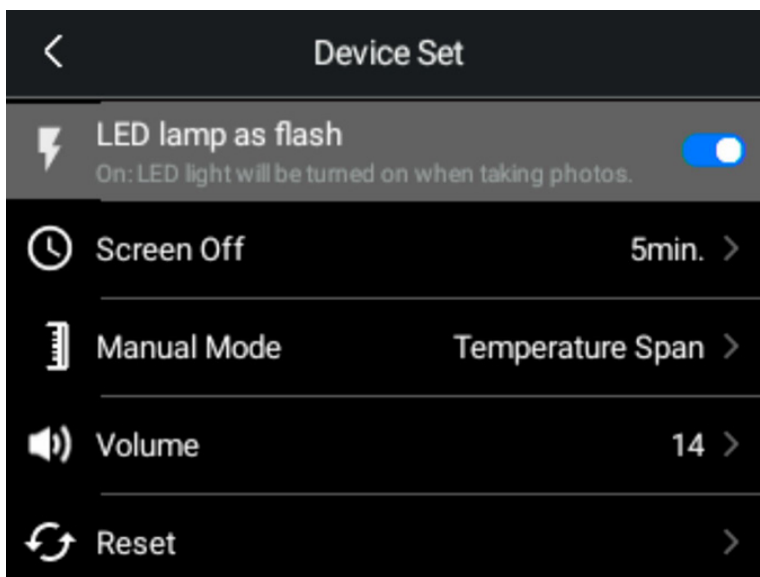 Device Set
LED lamp as flash
On: LED light will be turned on when taking photos.
Screen Off 5min.
Manual Mode Temperature Span
Volume 14
Reset